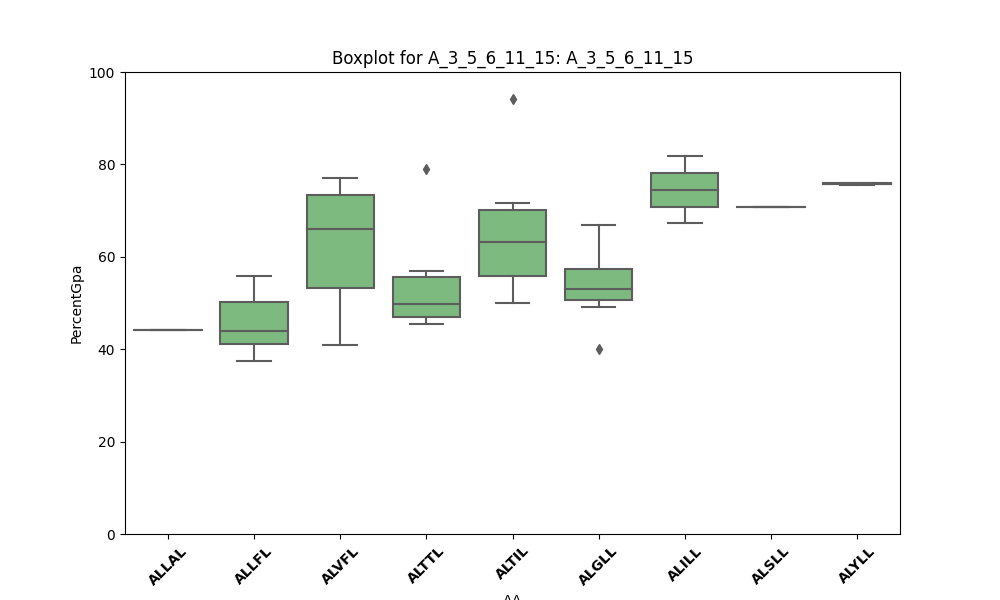 Boxplot for A_3_5_6_11_15: A_3_5_6_11_15
100
80
60
40
20
0
PercentGpa
ALLAL ALLFL ALVFL ALTTL ALTIL ALGLL ALILL ALSLL ALYLL
AA